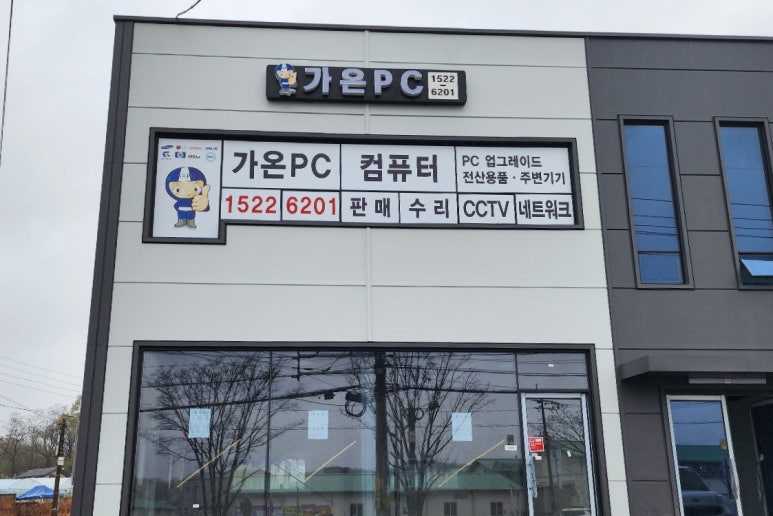 가온PC
1522
-
6201
가온PC
컴퓨터
PC 업그레이드
전산용품·주변기기
1522 6201
판매 수리
CCTV
네트워크